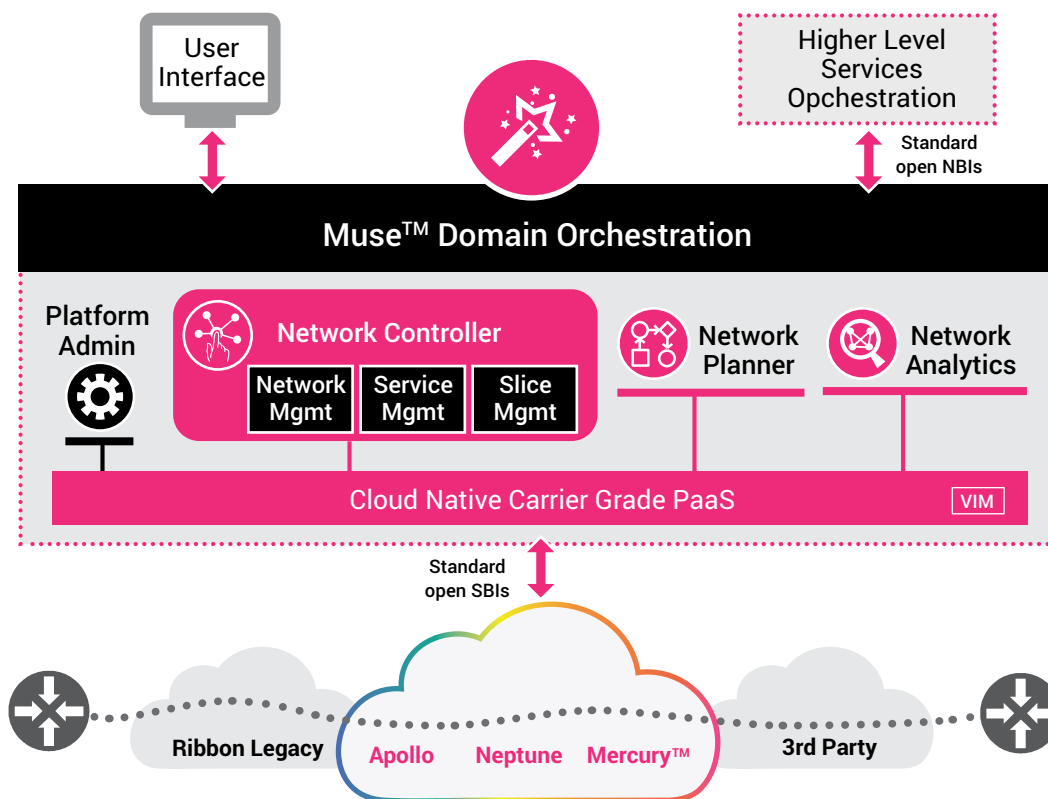 User
Interface
Higher Level
Services
Opchestration
Standard
open NBIs
Muse™ Domain Orchestration
Platform
Admin
Network Controller
Network
Mgmt
Service
Mgmt
Slice
Mgmt
Network
Planner
Network
Analytics
Cloud Native Carrier Grade PaaS
VIM
Standard
open SBIs
Ribbon Legacy
Apollo
Neptune
Mercury™
3rd Party